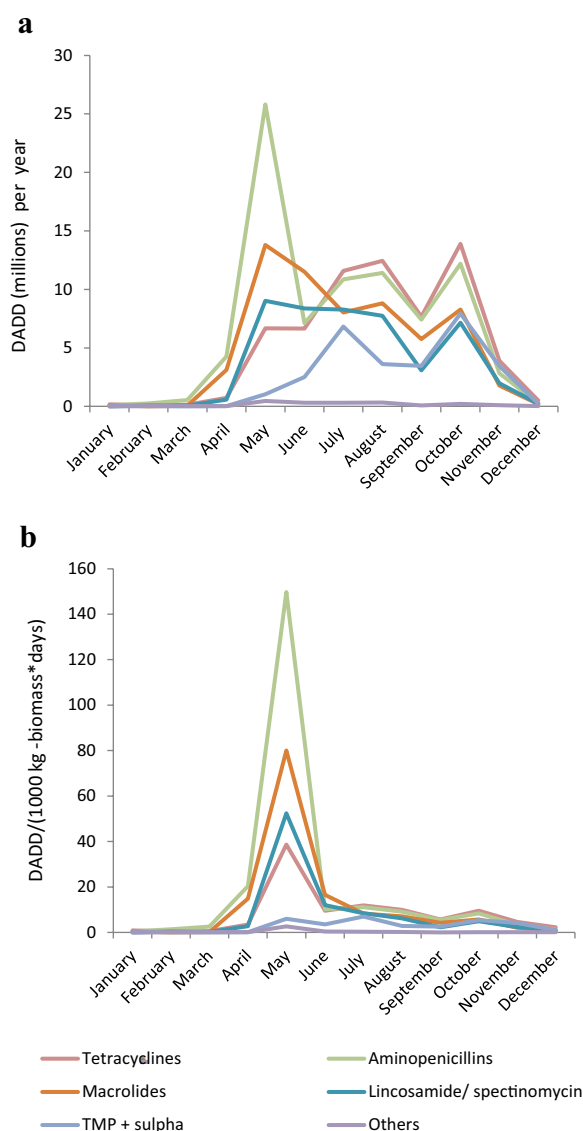 a
DADD (millions) per year
30
25
20
15
10
5
0
January
February
March
April
May
June
July
August
September
October
November
December
b
DADD/(1000 kg -biomass*days)
160
140
120
100
80
60
40
20
0
January
February
March
April
May
June
July
August
September
October
November
December
Tetracyclines
Aminopenicillins
Macrolides
Lincosamide/ spectinomycin
TMP + sulpha
Others